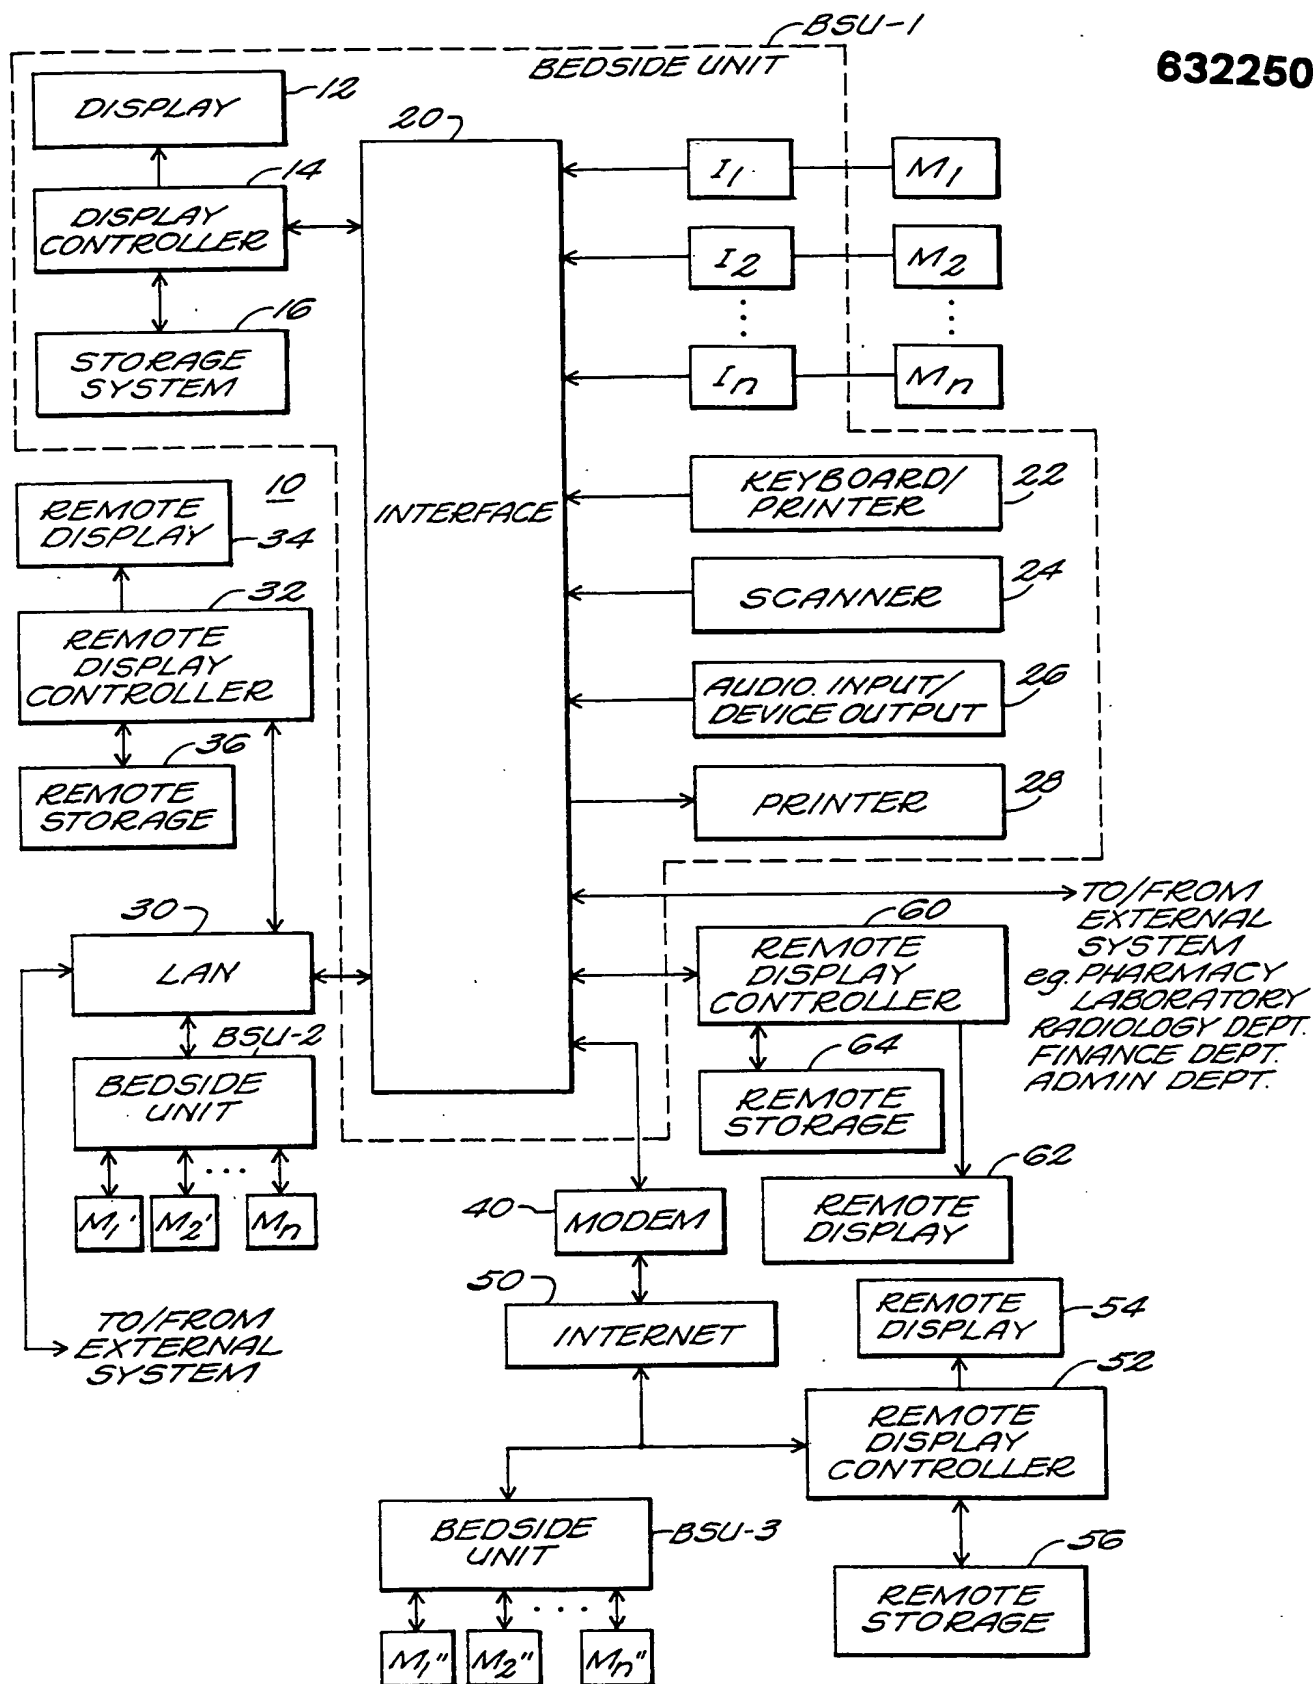 BSU-1
632250
BEDSIDE UNIT
DISPLAY
12
20
14
DISPLAY
CONTROLLER
I1
M1
I2
M2
16
STORAGE
SYSTEM
In
Mn
10
REMOTE
DISPLAY
34
INTERFACE
KEYBOARD/
PRINTER
22
SCANNER
24
32
REMOTE
DISPLAY
CONTROLLER
AUDIO. INPUT/
DEVICE OUTPUT
26
36
REMOTE
STORAGE
PRINTER
28
TO/FROM
EXTERNAL
SYSTEM
eg. PHARMACY
LABORATORY
RADIOLOGY DEPT.
FINANCE DEPT.
ADMIN DEPT.
30
LAN
60
REMOTE
DISPLAY
CONTROLLER
BSU-2
BEDSIDE
UNIT
64
REMOTE
STORAGE
M1'
M2'
...
Mn
62
REMOTE
DISPLAY
40
MODEM
50
INTERNET
TO/FROM
EXTERNAL
SYSTEM
REMOTE
DISPLAY
54
52
REMOTE
DISPLAY
CONTROLLER
BEDSIDE
UNIT
BSU-3
56
REMOTE
STORAGE
M1"
M2"
....
Mn"